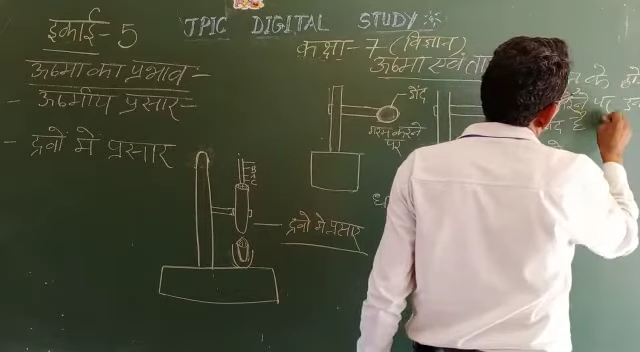 JPIC DIGITAL STUDY
इकाई - 5
कक्षा - 7 (विज्ञान)
ऊष्मा का प्रभाव -
ऊष्मा एवं ता
- ऊष्मीय प्रसार =
- द्रवों में प्रसार
गेंद
गरम करने
पर
B
A
C
द्रवों में प्रसार
के हो